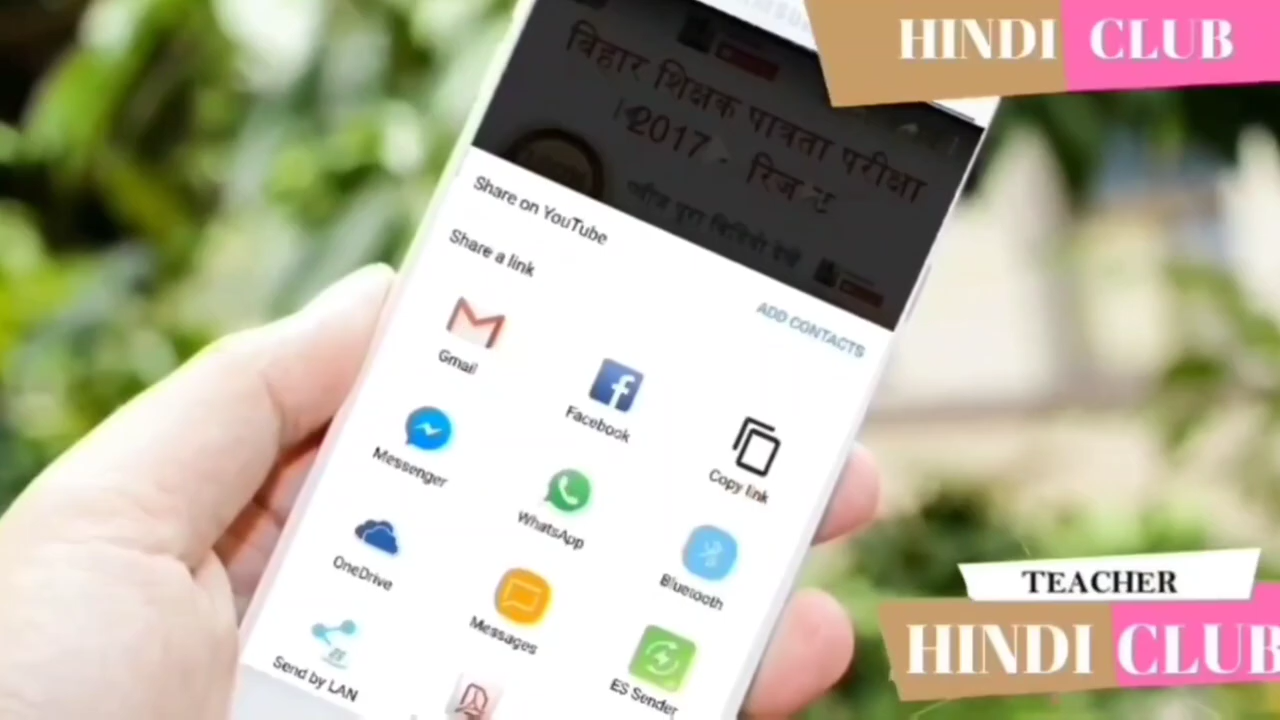 HINDI CLUB
बिहार शिक्षक पात्रता परीक्षा
2017 -
Share on YouTube
Share a link
ADD CONTACTS
Gmail
Facebook
Copy link
Messenger
WhatsApp
Bluetooth
OneDrive
Messages
ES Sender
Send by LAN
TEACHER
HINDI CLUB